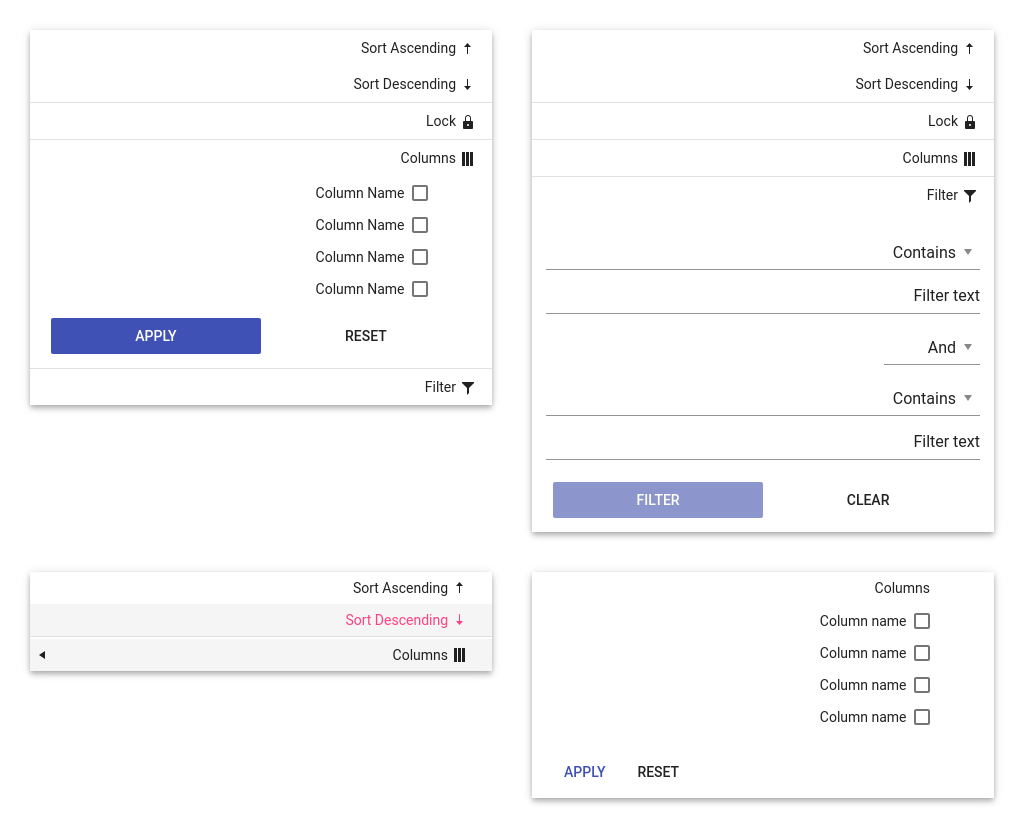 Sort Ascending
Sort Descending
Lock
Columns
Column Name
Column Name
Column Name
Column Name
APPLY RESET
Filter
Sort Ascending
Sort Descending
Lock
Columns
Filter
Contains
Filter text
And
Contains
Filter text
FILTER CLEAR
Sort Ascending
Sort Descending
Columns
Columns
Column name
Column name
Column name
Column name
APPLY RESET